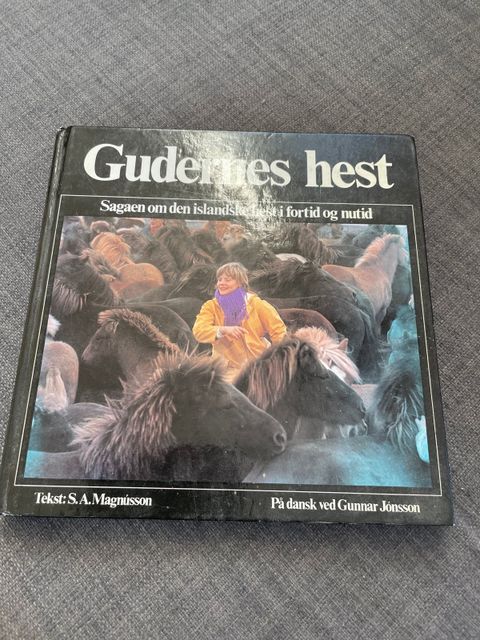 Gudernes hest
Sagaen om den islandske hest i fortid og nutid
Tekst: S. A. Magnússon
På dansk ved Gunnar Jónsson